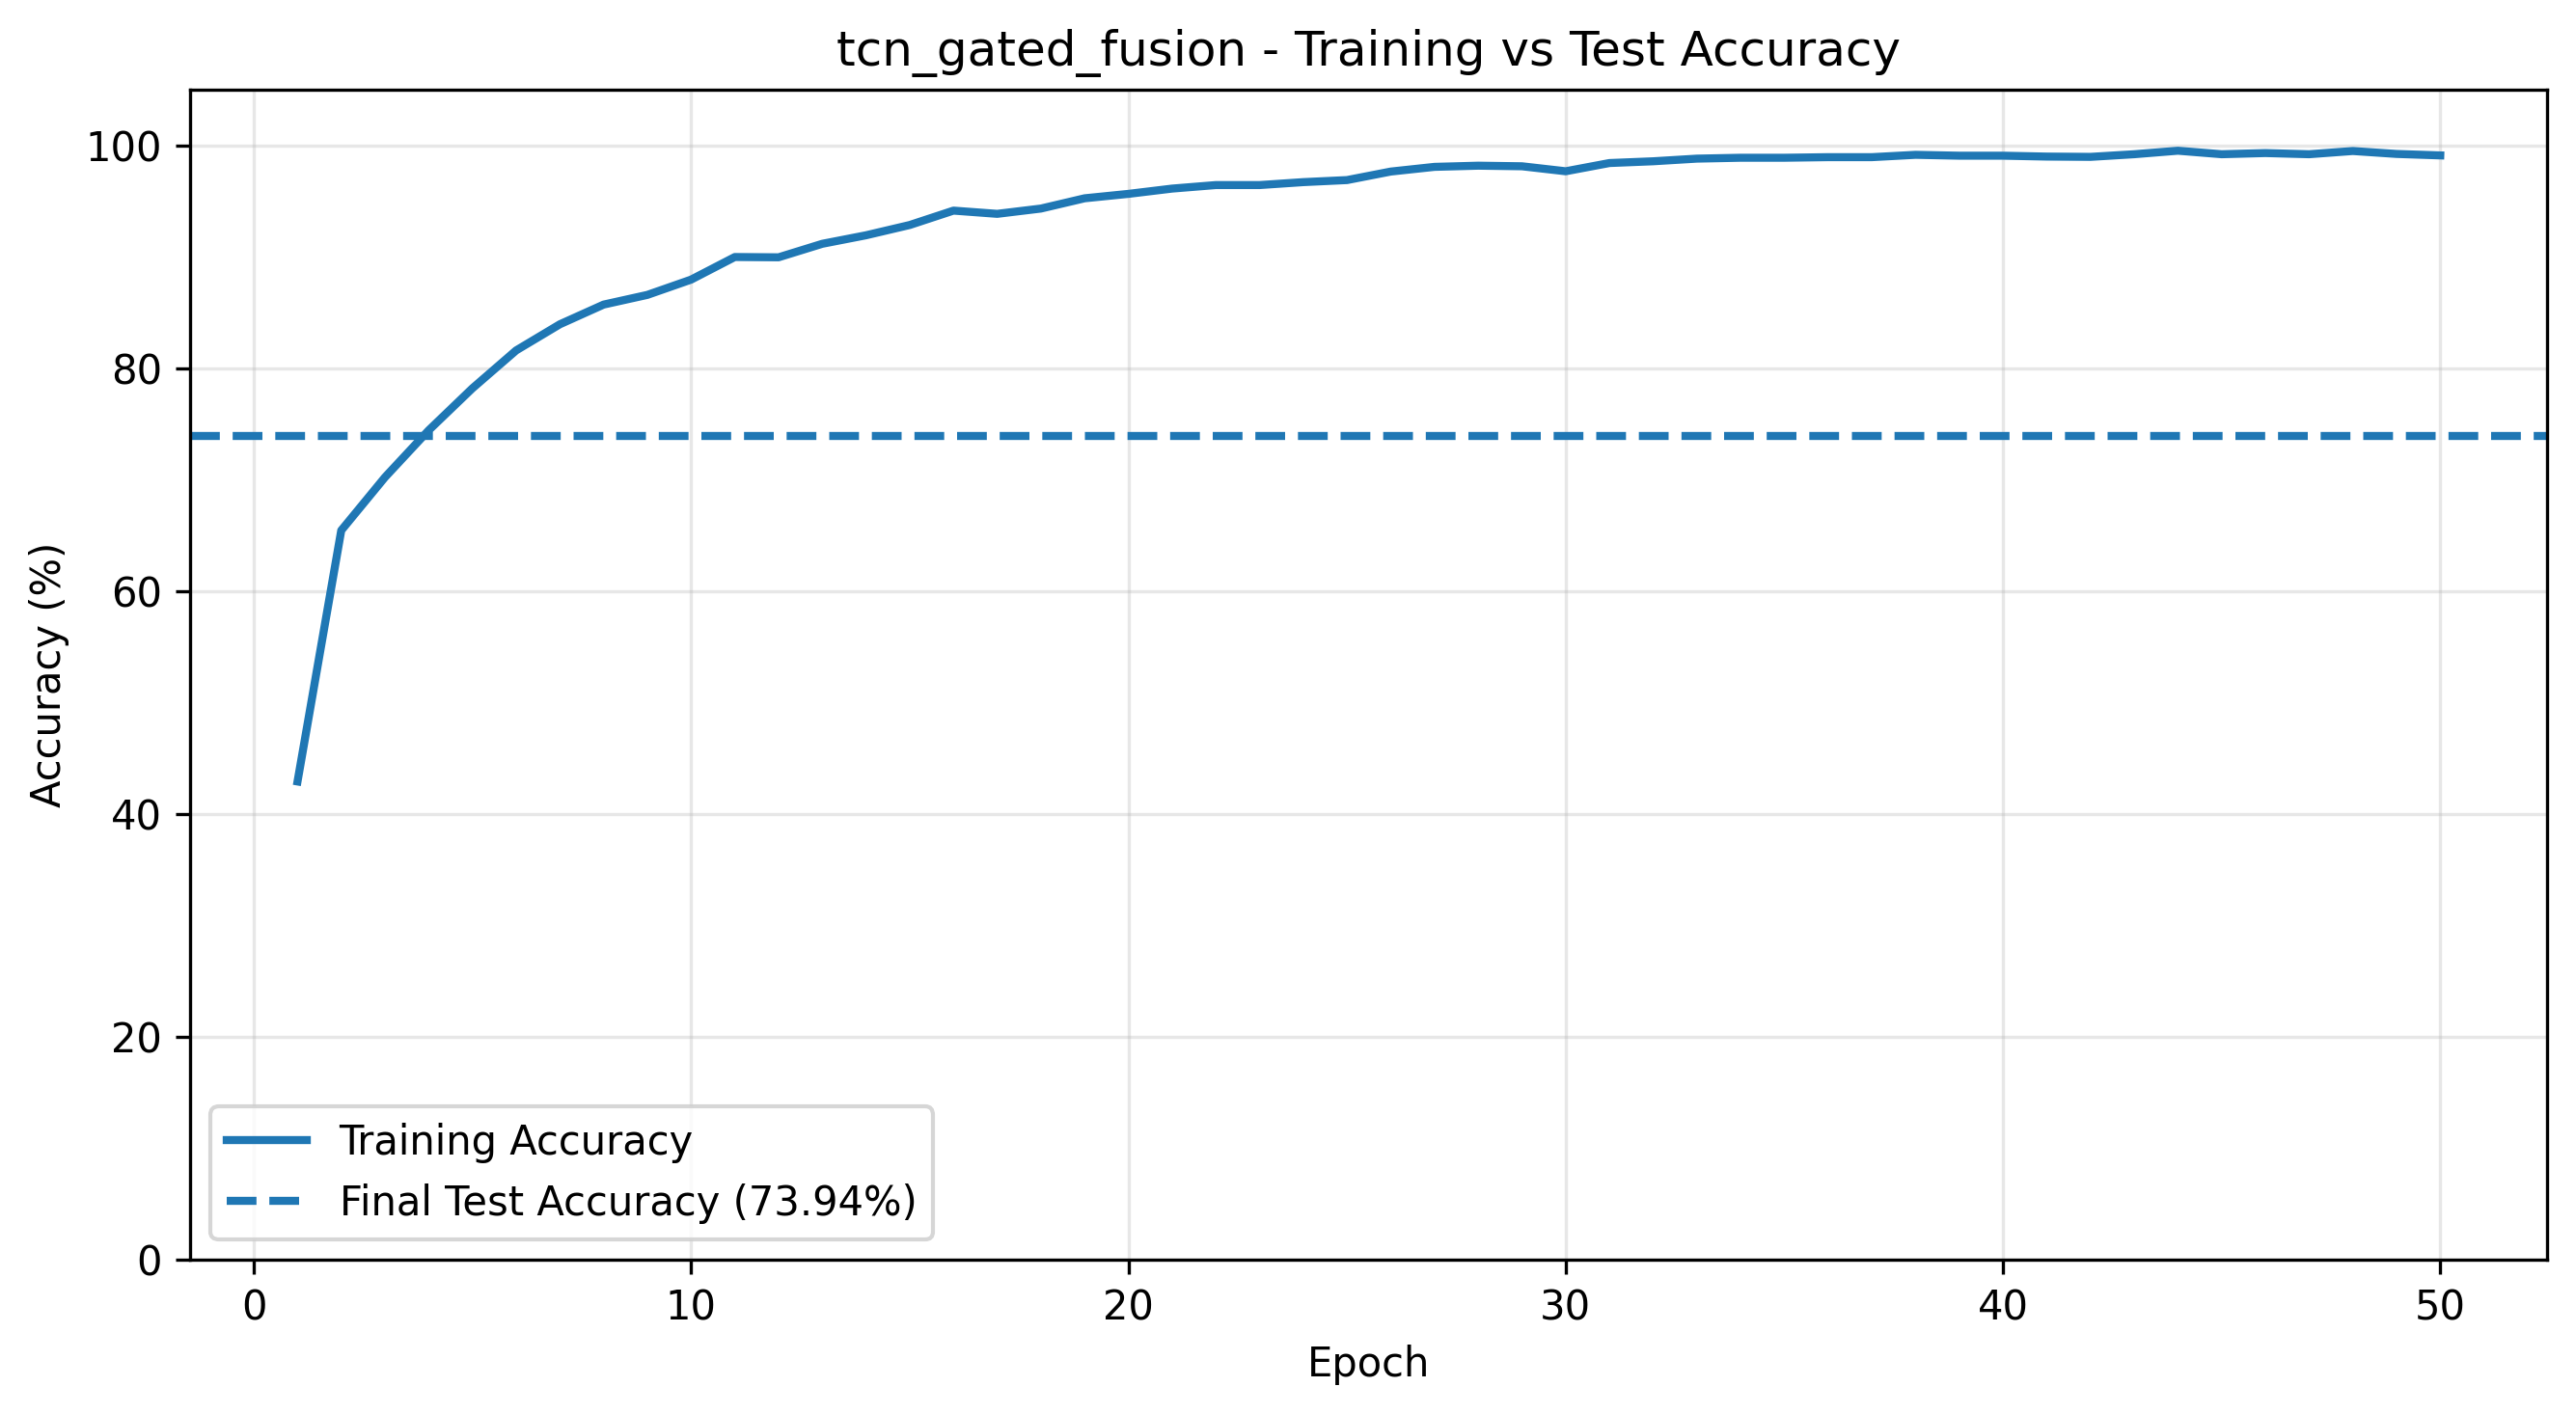 tcn_gated_fusion - Training vs Test Accuracy
Accuracy (%)
100
80
60
40
20
0
Training Accuracy
Final Test Accuracy (73.94%)
0 10 20 30 40 50
Epoch